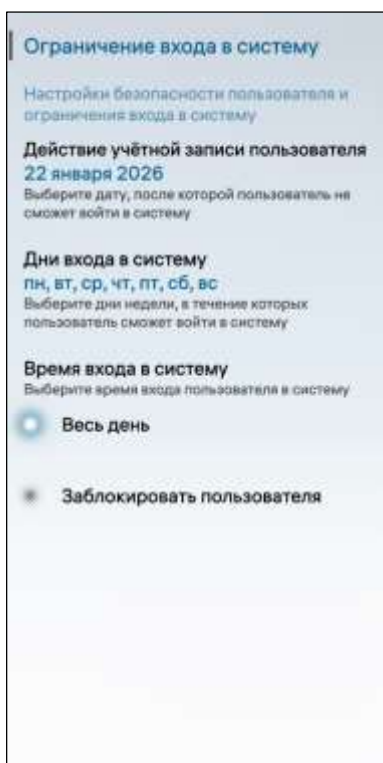 Ограничение входа в систему
Настройки безопасности пользователя и
ограничения входа в систему
Действие учётной записи пользователя
22 января 2026
Выберите дату, после которой пользователь не
сможет войти в систему
Дни входа в систему
пн, вт, ср, чт, пт, сб, вс
Выберите дни недели, в течение которых
пользователь сможет войти в систему
Время входа в систему
Выберите время входа пользователя в систему
Весь день
Заблокировать пользователя